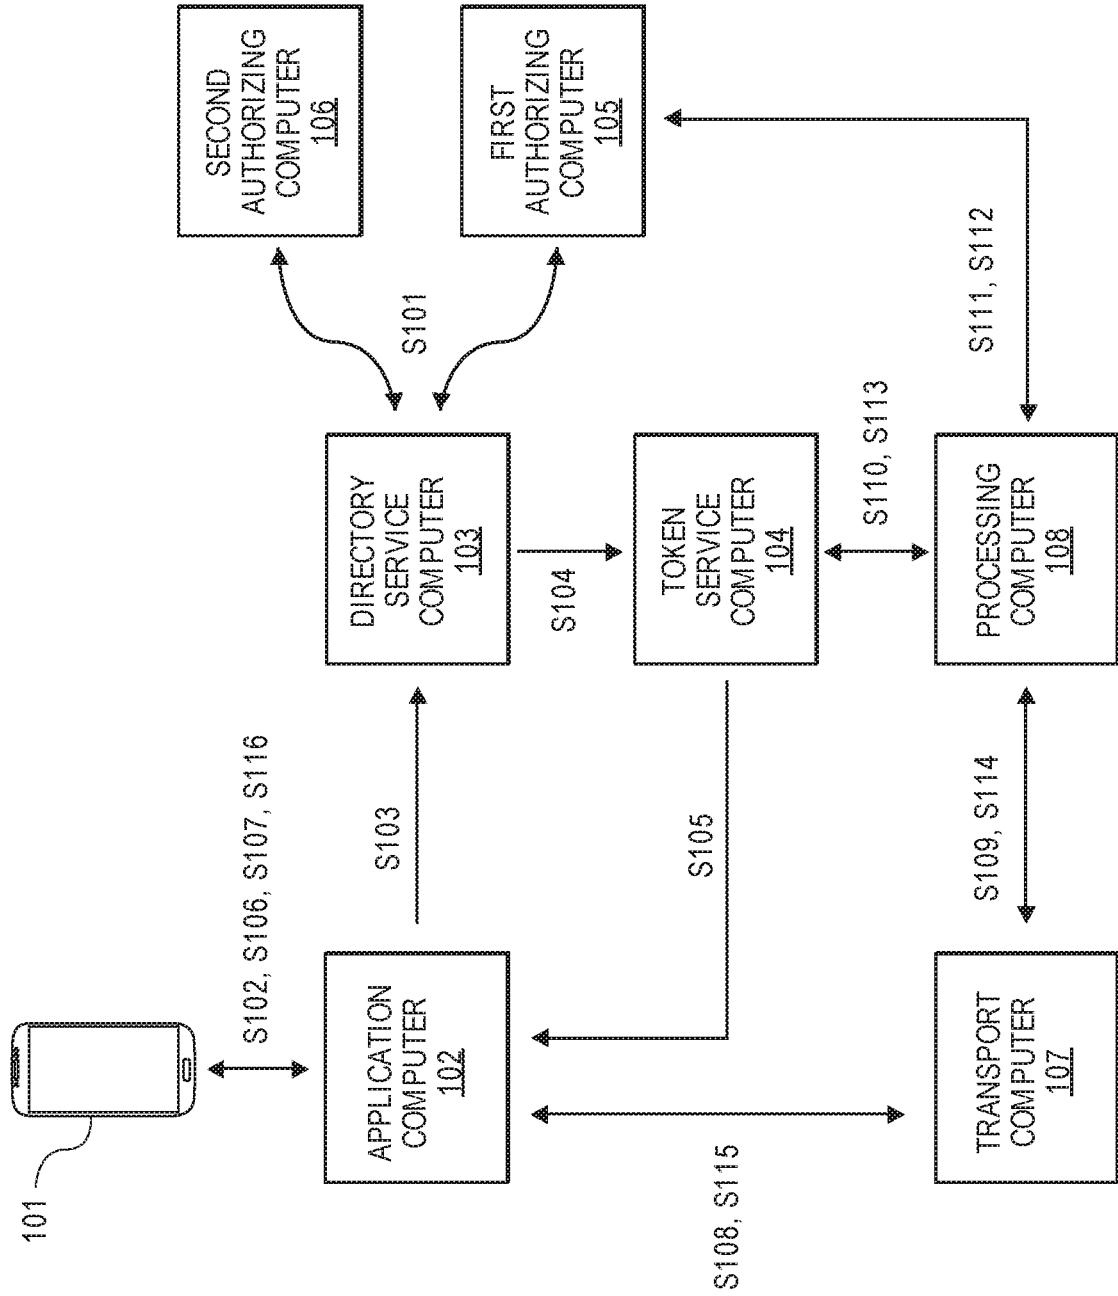 101
S102, S106, S107, S116
APPLICATION
COMPUTER
102
S103
DIRECTORY
SERVICE
COMPUTER
103
S101
SECOND
AUTHORIZING
COMPUTER
106
FIRST
AUTHORIZING
COMPUTER
105
S104
S105
TOKEN
SERVICE
COMPUTER
104
S110, S113
S111, S112
S108, S115
TRANSPORT
COMPUTER
107
S109, S114
PROCESSING
COMPUTER
108